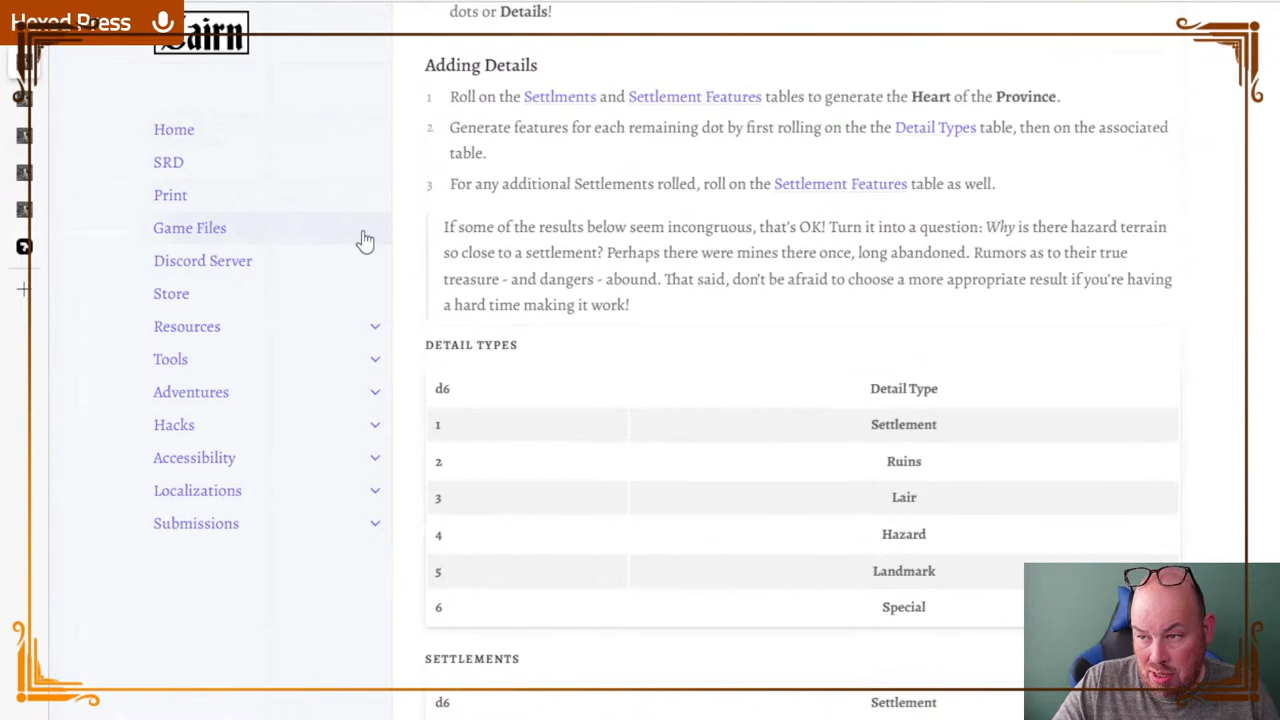 Hexed Press
Cairn
dots or Details!
Home
SRD
Print
Game Files
Discord Server
Store
Resources
Tools
Adventures
Hacks
Accessibility
Localizations
Submissions
Adding Details
1 Roll on the Settlments and Settlement Features tables to generate the Heart of the Province.
2 Generate features for each remaining dot by first rolling on the the Detail Types table, then on the associated
table.
3 For any additional Settlements rolled, roll on the Settlement Features table as well.
If some of the results below seem incongruous, that's OK! Turn it into a question: Why is there hazard terrain
so close to a settlement? Perhaps there were mines there once, long abandoned. Rumors as to their true
treasure - and dangers - abound. That said, don't be afraid to choose a more appropriate result if you're having
a hard time making it work!
DETAIL TYPES
d6 Detail Type
1 Settlement
2 Ruins
3 Lair
4 Hazard
5 Landmark
6 Special
SETTLEMENTS
d6 Settlement